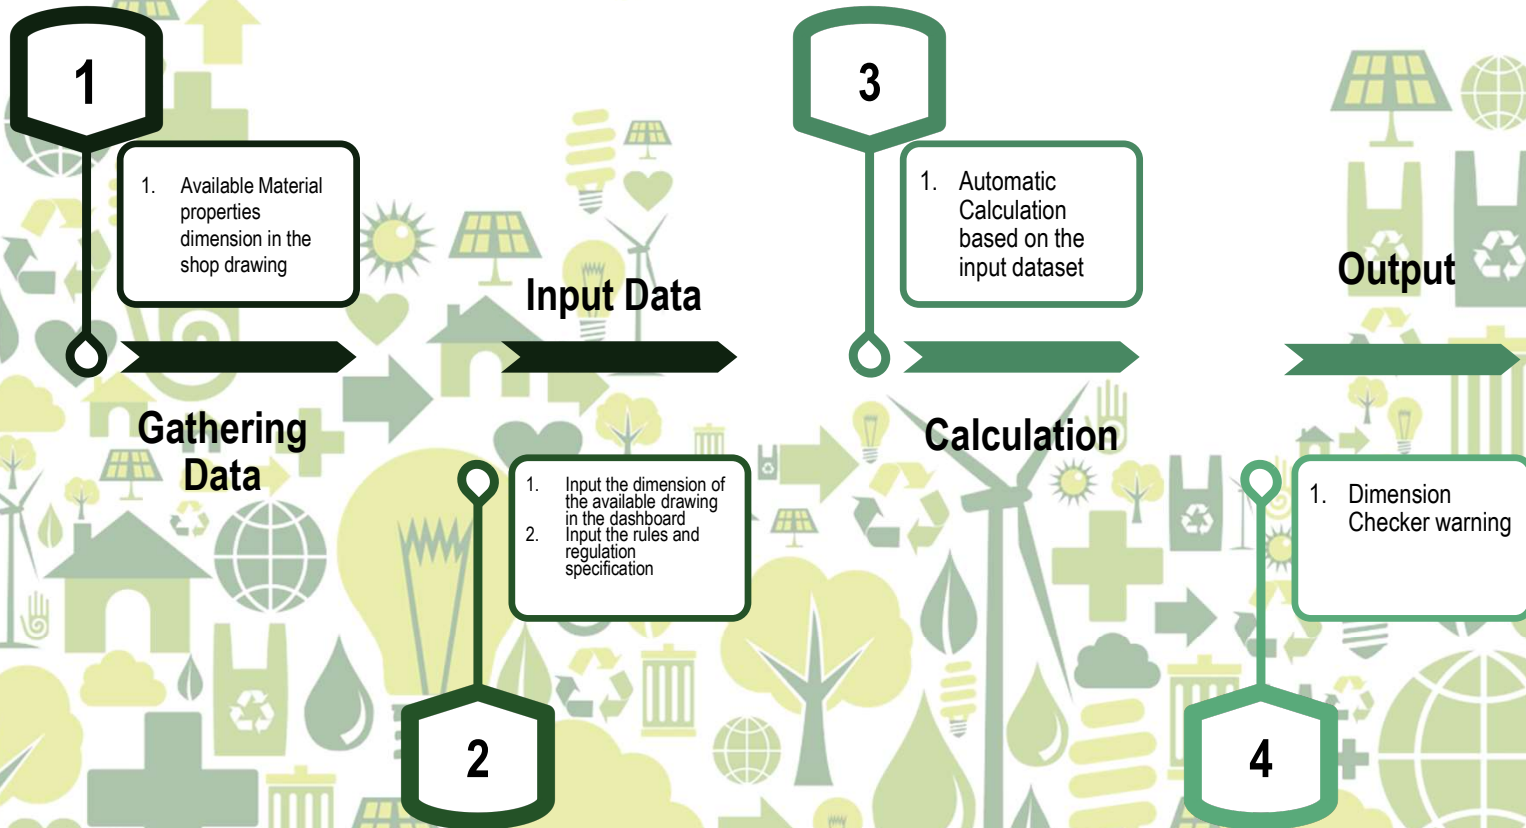 1
1. Available Material
properties
dimension in the
shop drawing
Gathering
Data
Input Data
1. Input the dimension of
the available drawing
in the dashboard
2. Input the rules and
regulation
specification
2
3
1. Automatic
Calculation
based on the
input dataset
Calculation
Output
1. Dimension
Checker warning
4